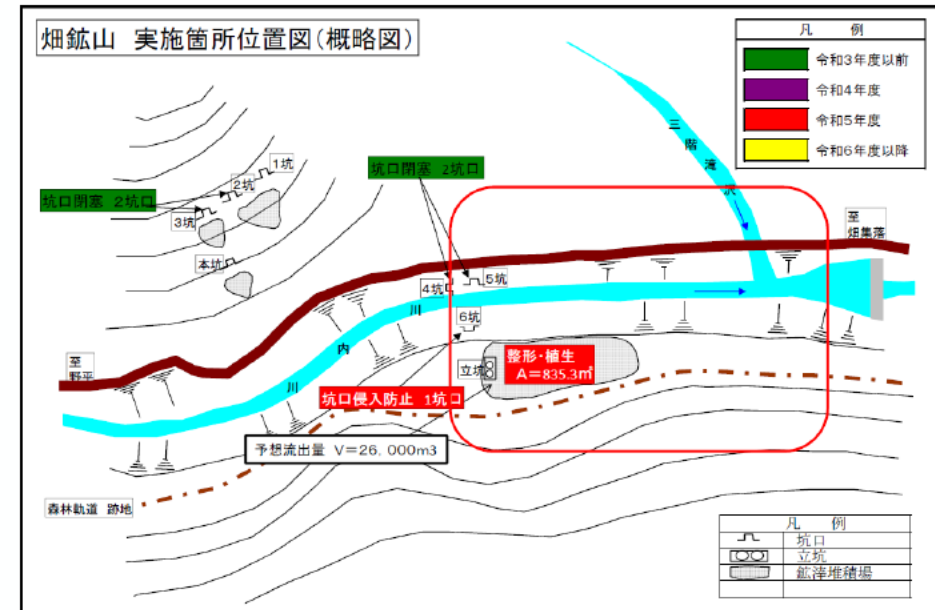 畑鉱山 実施箇所位置図(概略図)
凡 例
令和3年度以前
令和4年度
令和5年度
令和6年度以降
三階滝沢
1坑
2坑
坑口閉塞 2坑口
3坑
本坑
坑口閉塞 2坑口
至
畑集落
4坑
5坑
6坑
川内川
至
野平
立坑
整形・植生
A=835.3㎡
坑口侵入防止 1坑口
予想流出量 V=26,000m3
森林軌道 跡地
凡 例
坑口
立坑
鉱滓堆積場